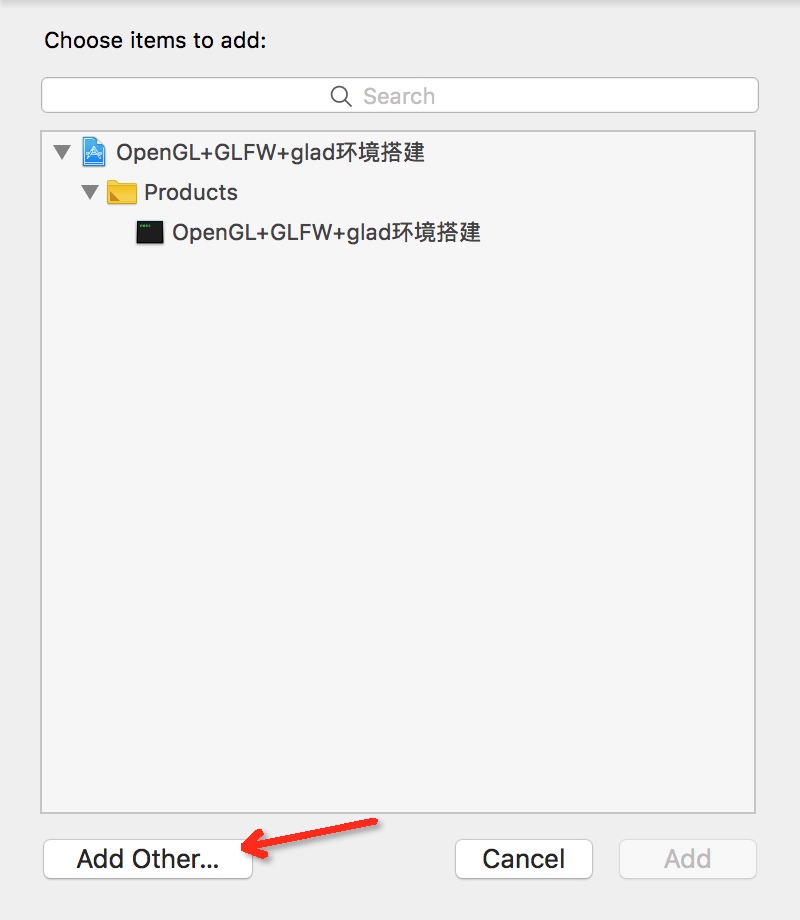 Choose items to add:
Search
OpenGL+GLFW+glad环境搭建
Products
OpenGL+GLFW+glad环境搭建
Add Other... Cancel Add